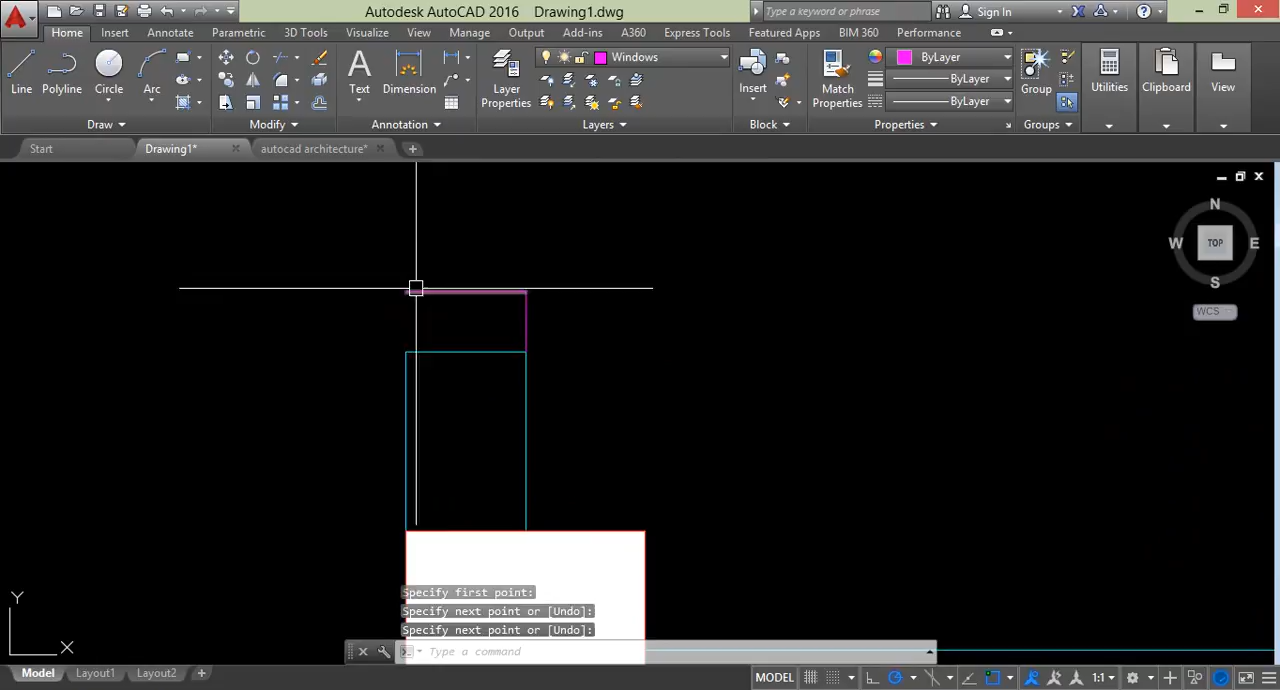 Autodesk AutoCAD 2016 Drawing1.dwg
Type a keyword or phrase
Sign In
Home Insert Annotate Parametric 3D Tools Visualize View Manage Output Add-ins A360 Express Tools Featured Apps BIM 360 Performance
Line Polyline Circle Arc
Text Dimension
Layer Properties
Windows
Insert
Match Properties
ByLayer
ByLayer
ByLayer
Group
Utilities
Clipboard
View
Draw Modify Annotation Layers Block Properties Groups
Start Drawing1* autocad architecture*
N
W TOP E
S
WCS
Specify first point:
Specify next point or [Undo]:
Specify next point or [Undo]:
Type a command
Y
X
Model Layout1 Layout2
MODEL 1:1